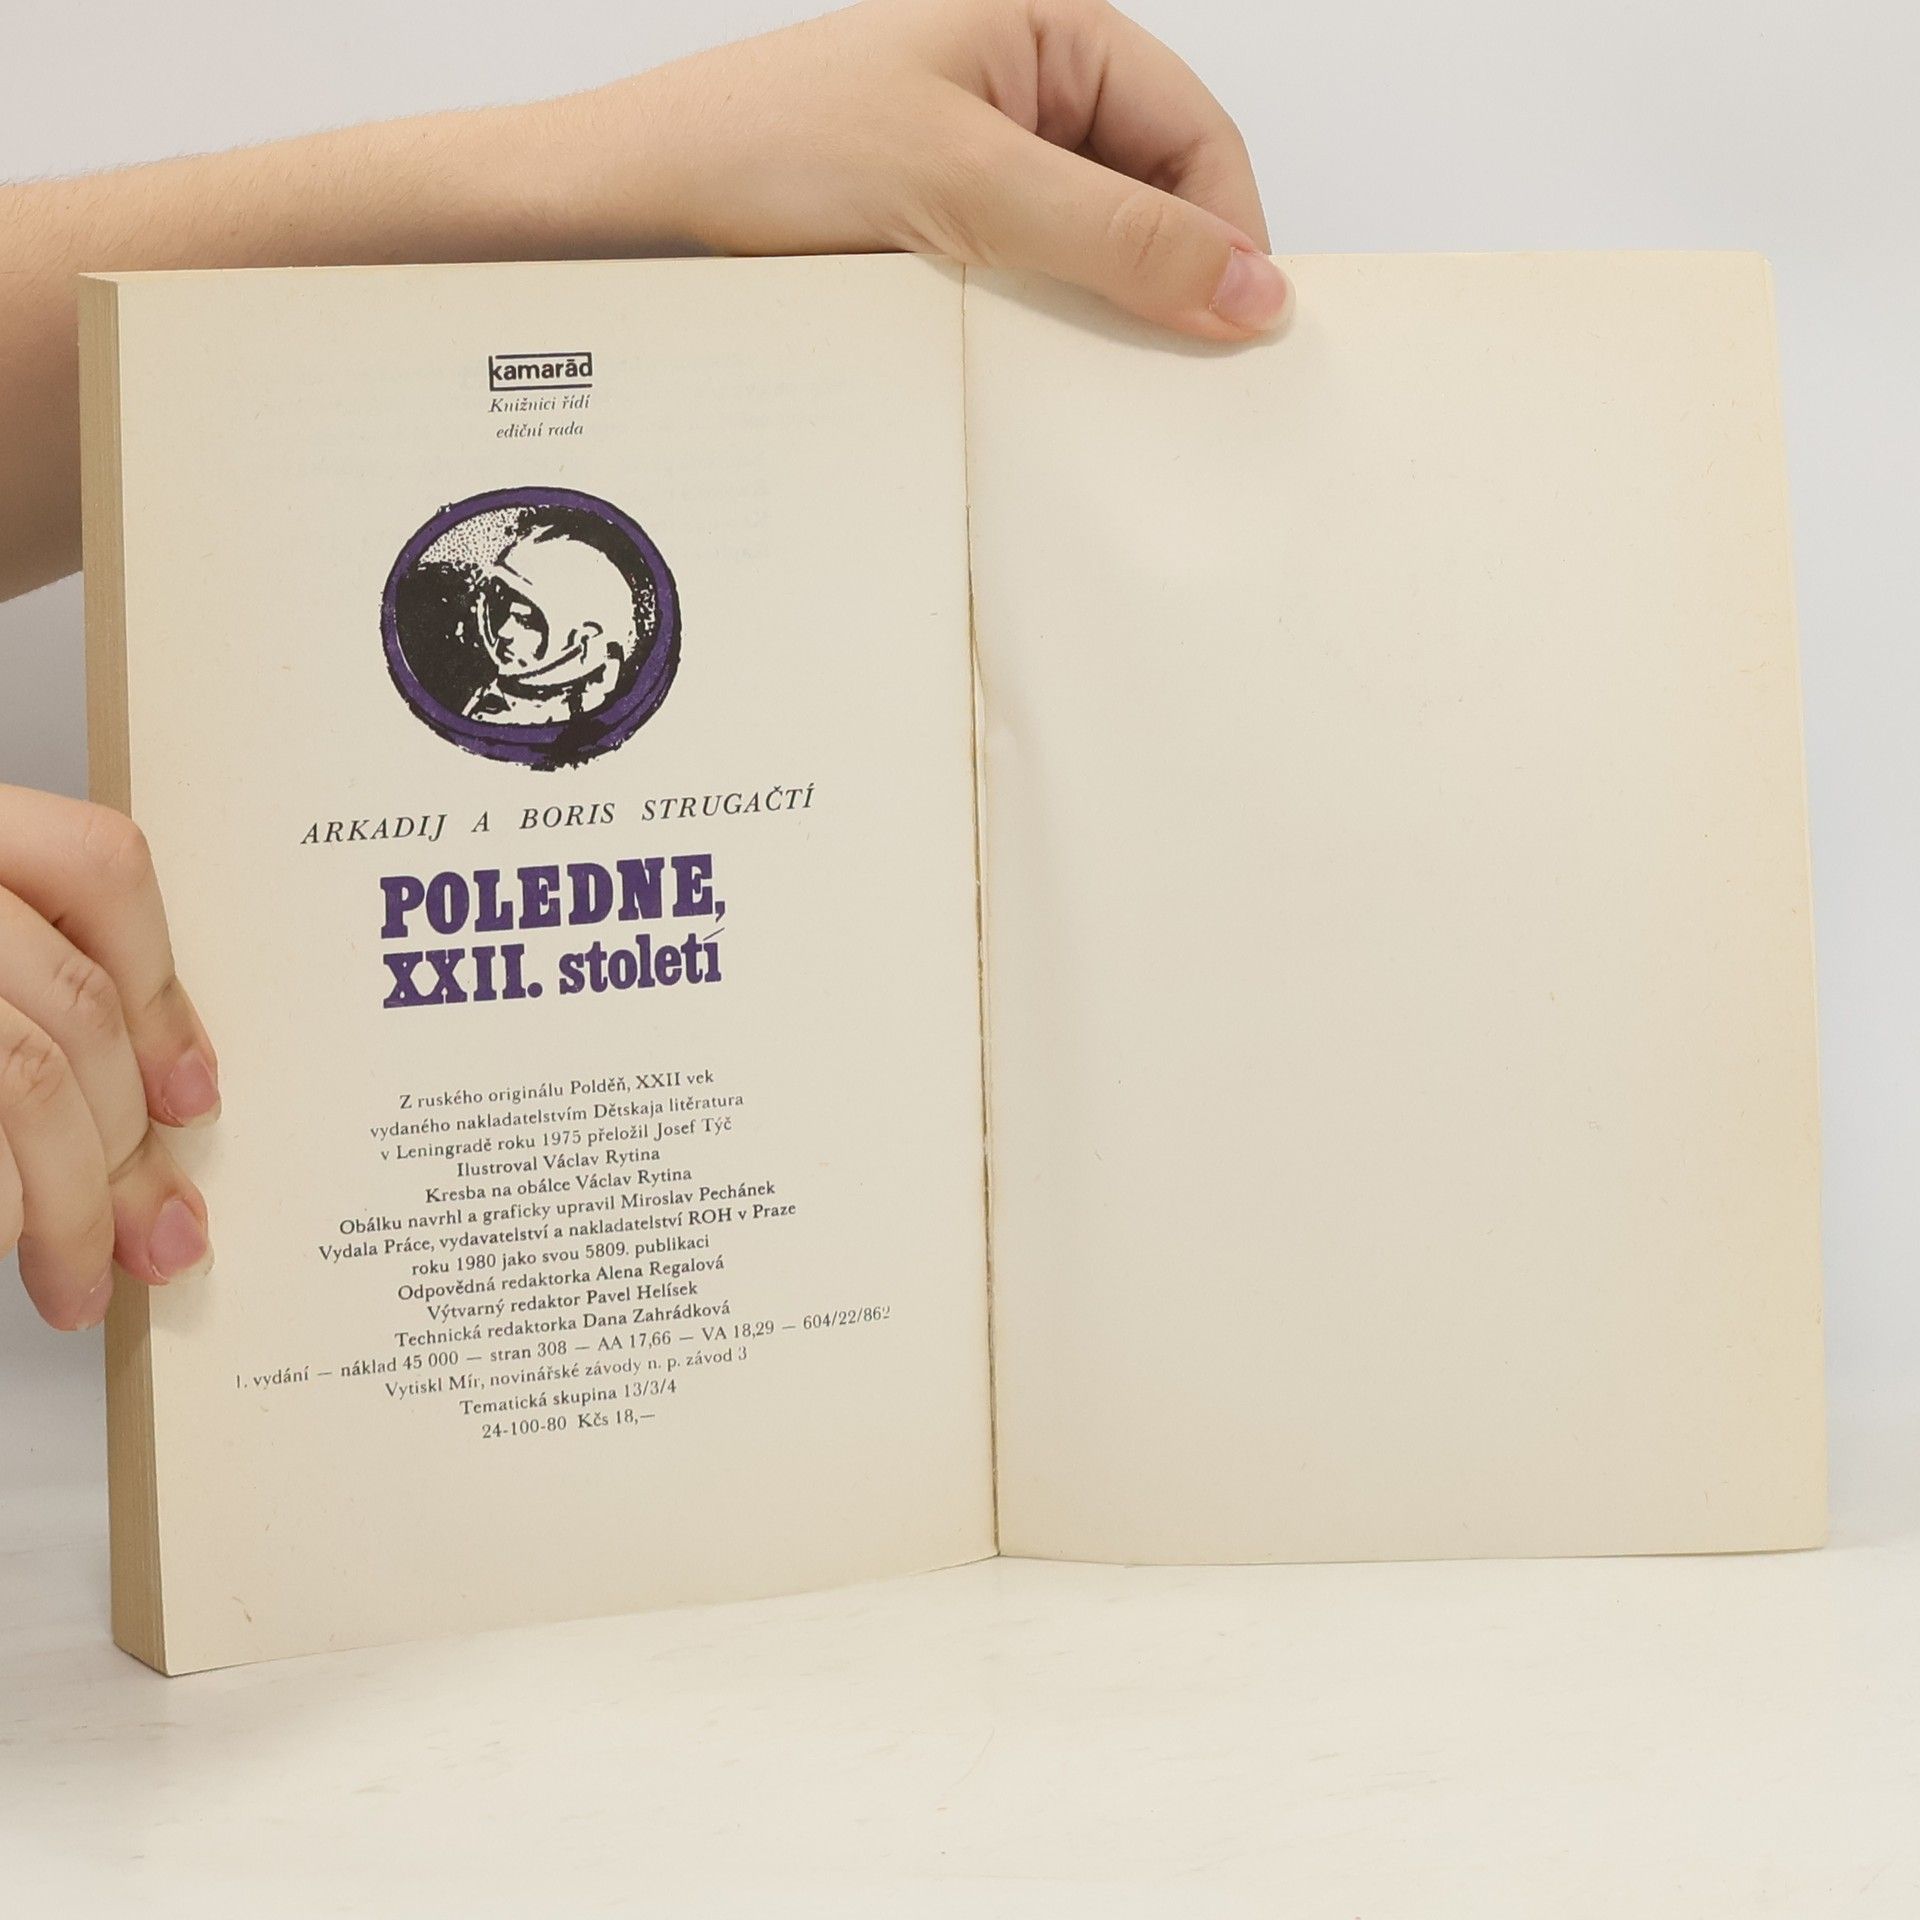 kamarād
Knižnici řídí
ediční rada
ARKADIJ A BORIS STRUGAČTÍ
POLEDNE,
XXII. století
Z ruského originálu Polděň, XXII vek
vydaného nakladatelstvím Dětskaja litěratura
v Leningradě roku 1975 přeložil Josef Týč
Ilustroval Václav Rytina
Kresba na obálce Václav Rytina
Obálku navrhl a graficky upravil Miroslav Pechánek
Vydala Práce, vydavatelství a nakladatelství ROH v Praze
roku 1980 jako svou 5809. publikaci
Odpovědná redaktorka Alena Regalová
Výtvarný redaktor Pavel Helísek
Technická redaktorka Dana Zahrádková
1. vydání — náklad 45 000 — stran 308 — AA 17,66 — VA 18,29 — 604/22/862
Vytiskl Mír, novinářské závody n. p. závod 3
Tematická skupina 13/3/4
24-100-80 Kčs 18,—